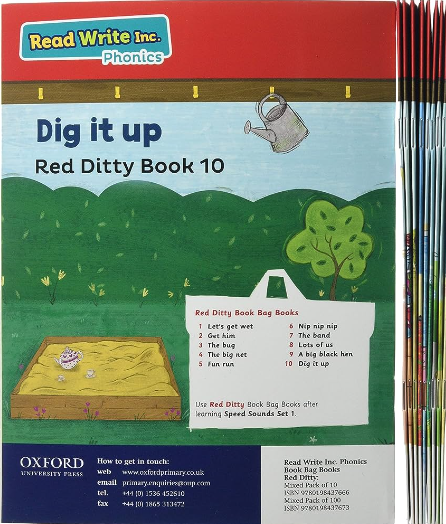 Read Write Inc.
Phonics
Dig it up
Red Ditty Book 10
Red Ditty Book Bag Books
1 Let's get wet
2 Get him
3 The bug
4 The big net
5 Fun run
6 Nip nip nip
7 The band
8 Lots of us
9 A big black hen
10 Dig it up
Use Red Ditty Book Bag Books after
learning Speed Sounds Set 1.
OXFORD
UNIVERSITY PRESS
How to get in touch:
web www.oxfordprimary.co.uk
email primary.enquiries@oup.com
tel. +44 (0) 1536 452610
fax +44 (0) 1865 313472
Read Write Inc. Phonics
Book Bag Books
Red Ditty:
Mixed Pack of 10
ISBN 9780198437666
Mixed Pack of 100
ISBN 9780198437673